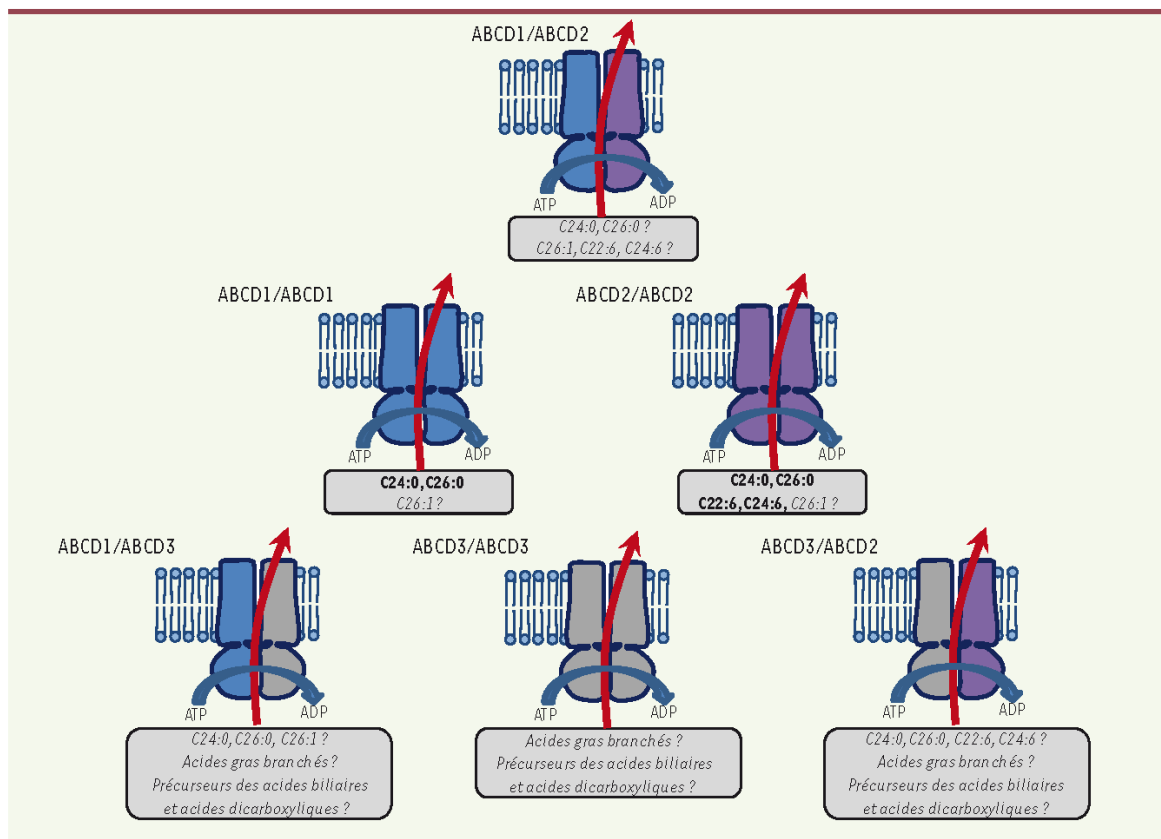 ABCD1/ABCD2
ATP
ADP
C24:0, C26:0 ?
C26:1, C22:6, C24:6 ?
ABCD1/ABCD1
ATP
ADP
C24:0, C26:0
C26:1 ?
ABCD2/ABCD2
ATP
ADP
C24:0, C26:0
C22:6, C24:6, C26:1 ?
ABCD1/ABCD3
ATP
ADP
C24:0, C26:0, C26:1 ?
Acides gras branchés ?
Précurseurs des acides biliaires
et acides dicarboxyliques ?
ABCD3/ABCD3
ATP
ADP
Acides gras branchés ?
Précurseurs des acides biliaires
et acides dicarboxyliques ?
ABCD3/ABCD2
ATP
ADP
C24:0, C26:0, C22:6, C24:6 ?
Acides gras branchés ?
Précurseurs des acides biliaires
et acides dicarboxyliques ?